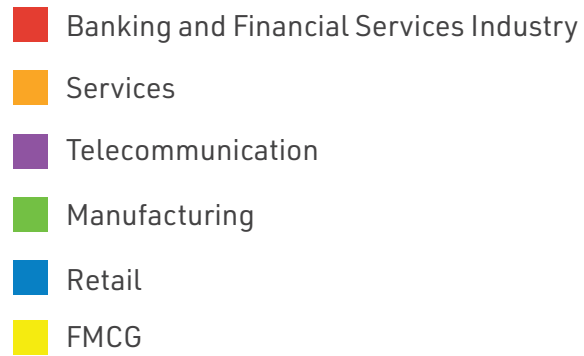 Banking and Financial Services Industry
Services
Telecommunication
Manufacturing
Retail
FMCG